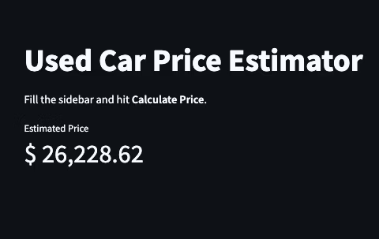 Used Car Price Estimator
Fill the sidebar and hit Calculate Price.
Estimated Price
$ 26,228.62